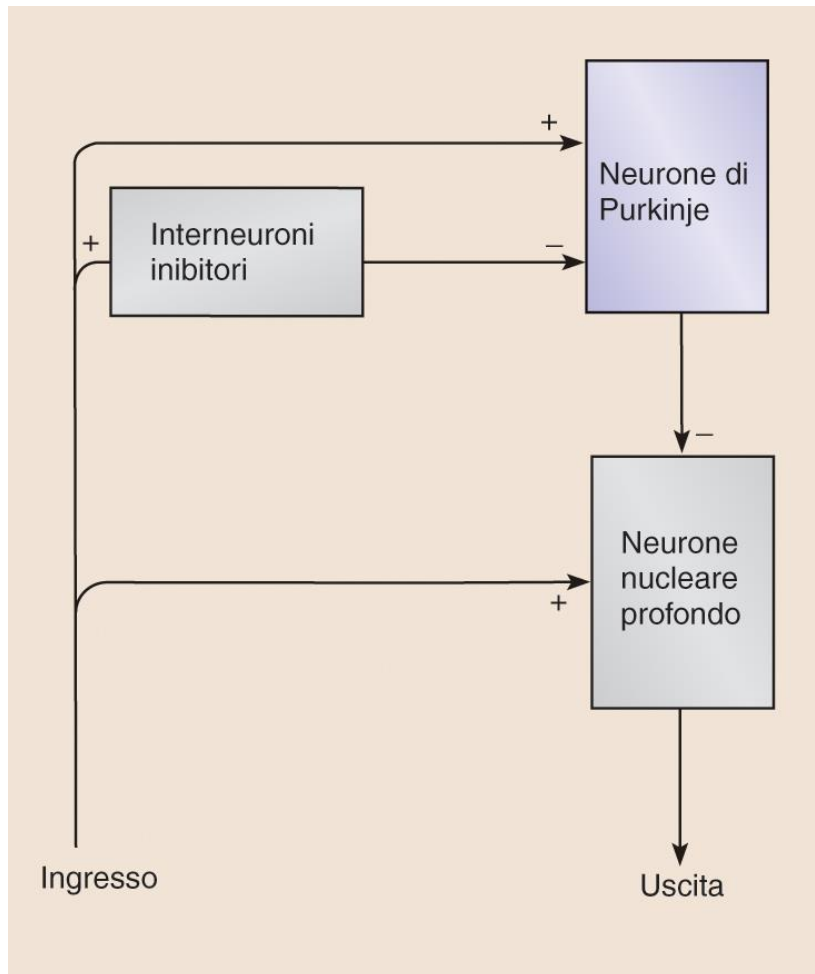 +
Neurone di
Purkinje
Interneuroni
inibitori
+
–
–
Neurone
nucleare
profondo
+
Ingresso
Uscita